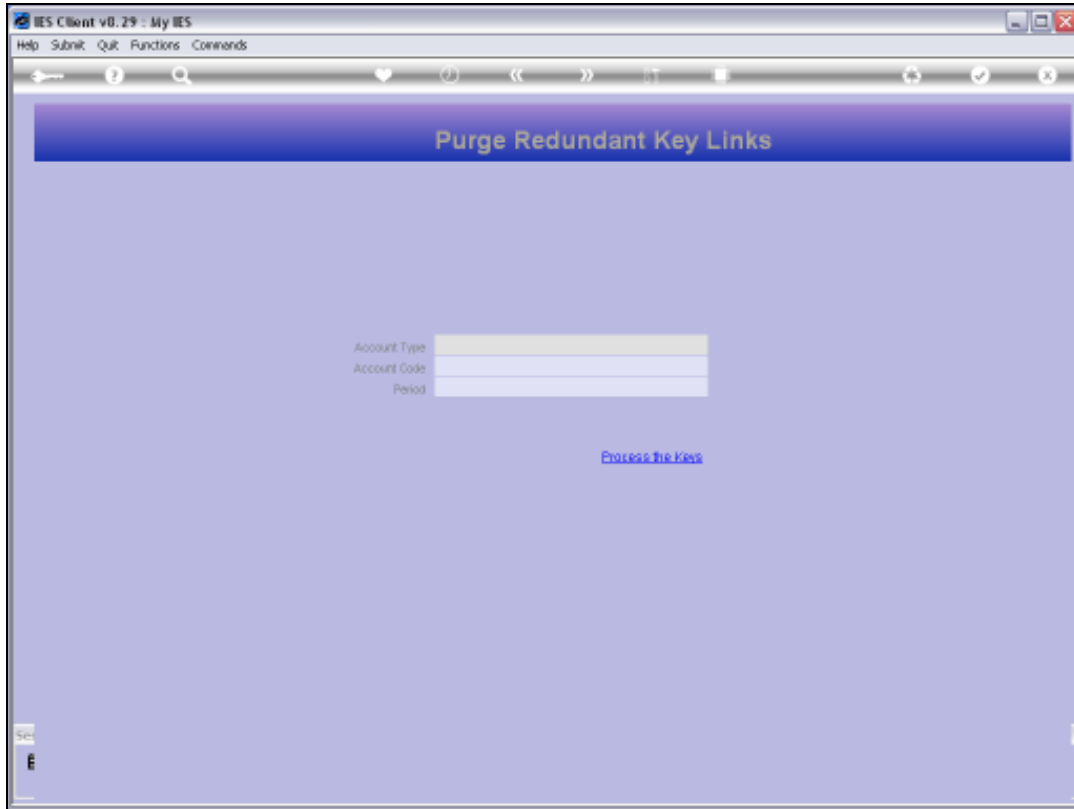 IES Client v8.29 : My IES
Help Submit Quit Functions Commands
Purge Redundant Key Links
Account Type
Account Code
Period
Process the Keys